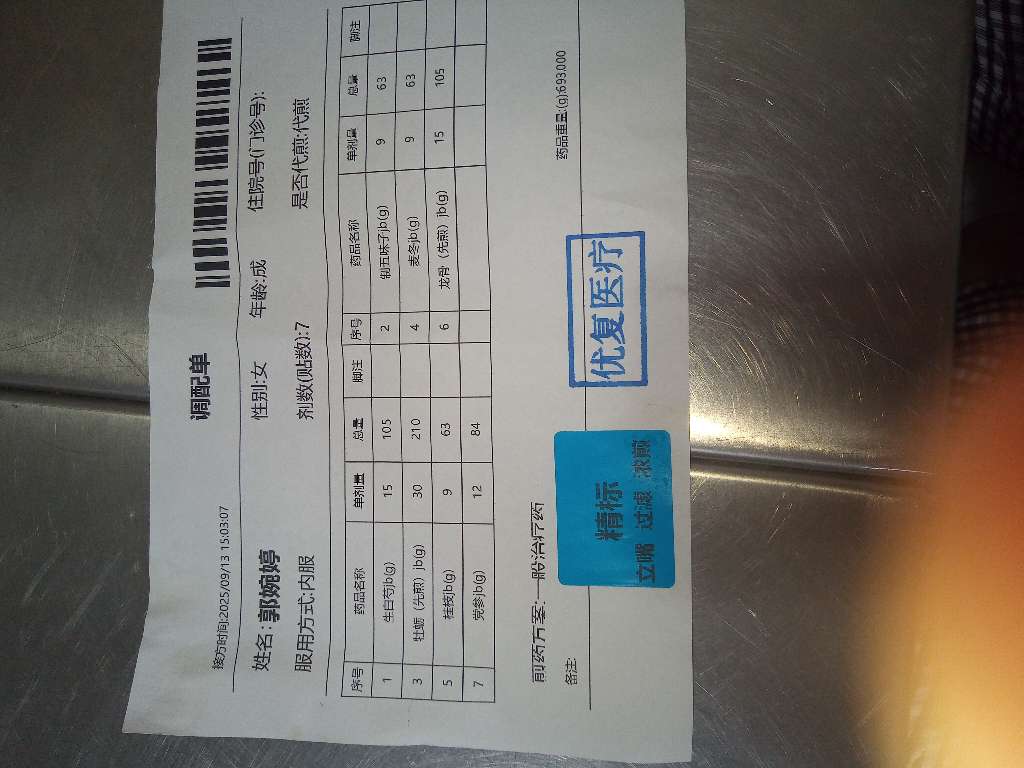 调配单
接方时间:2025/09/13 15:03:07
姓名: 郭婉婷 性别:女 年龄:成 住院号(门诊号):
服用方式:内服 剂数(贴数):7 是否代煎:代煎
序号 药品名称 单剂量 总量 脚注 序号 药品名称 单剂量 总量 脚注
1 生白芍jb(g) 15 105 2 制五味子jb(g) 9 63
3 牡蛎（先煎）jb(g) 30 210 4 麦冬jb(g) 9 63
5 桂枝jb(g) 9 63 6 龙骨（先煎）jb(g) 15 105
7 党参jb(g) 12 84
煎药方案: 一般治疗药 药品重量:(g):693.000
备注:
精标
立嘴 过滤 浓煎
优复医疗